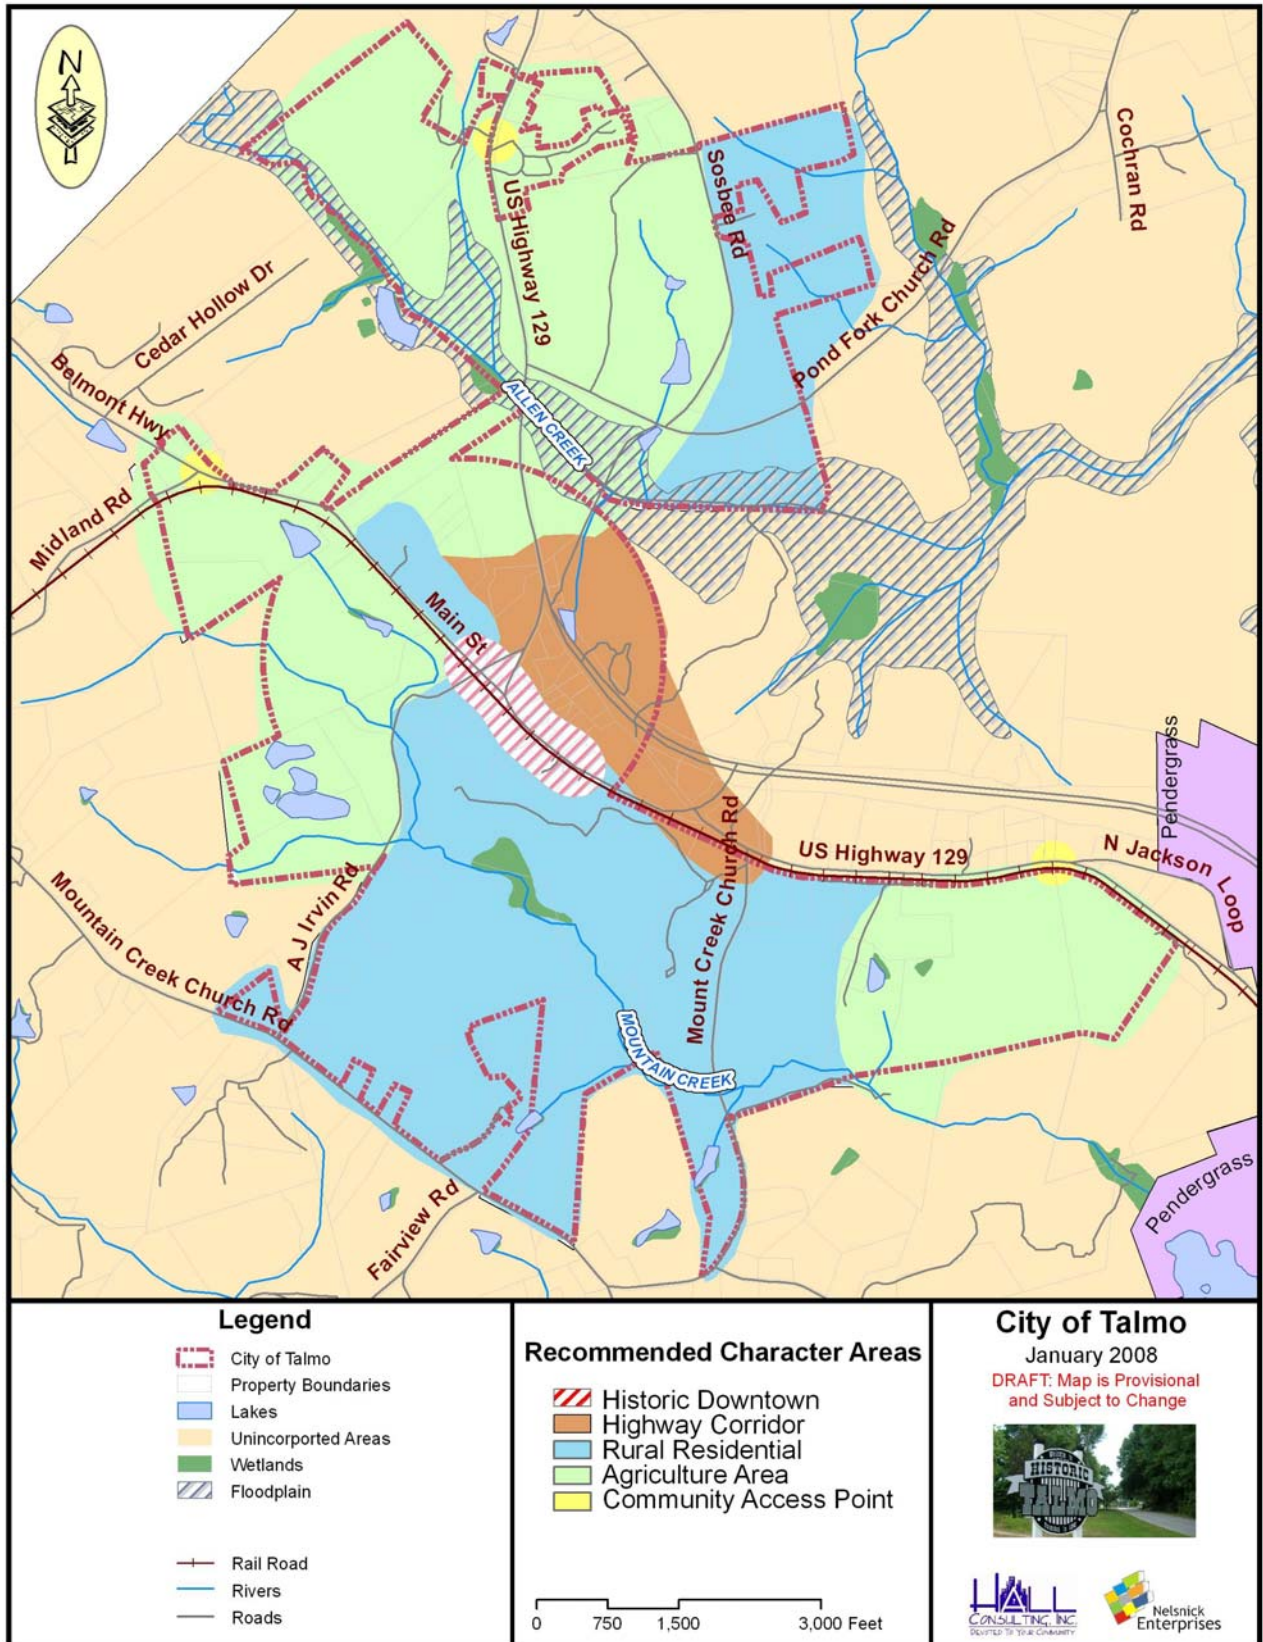 N
Cochran Rd
Sosbee Rd
US Highway 129
Pond Fork Church Rd
Cedar Hollow Dr
Belmont Hwy
ALLEN CREEK
Midland Rd
Main St
Pendergrass
Mount Creek Church Rd
US Highway 129
N Jackson Loop
A J Irvin Rd
Mountain Creek Church Rd
MOUNTAIN CREEK
Fairview Rd
Pendergrass
Legend
City of Talmo
Property Boundaries
Lakes
Unincorported Areas
Wetlands
Floodplain
Rail Road
Rivers
Roads
Recommended Character Areas
Historic Downtown
Highway Corridor
Rural Residential
Agriculture Area
Community Access Point
0 750 1,500 3,000 Feet
City of Talmo
January 2008
DRAFT: Map is Provisional
and Subject to Change
HISTORIC
TALMO
HALL
CONSULTING, INC.
DEVOTED TO YOUR COMMUNITY
Nelsnick
Enterprises